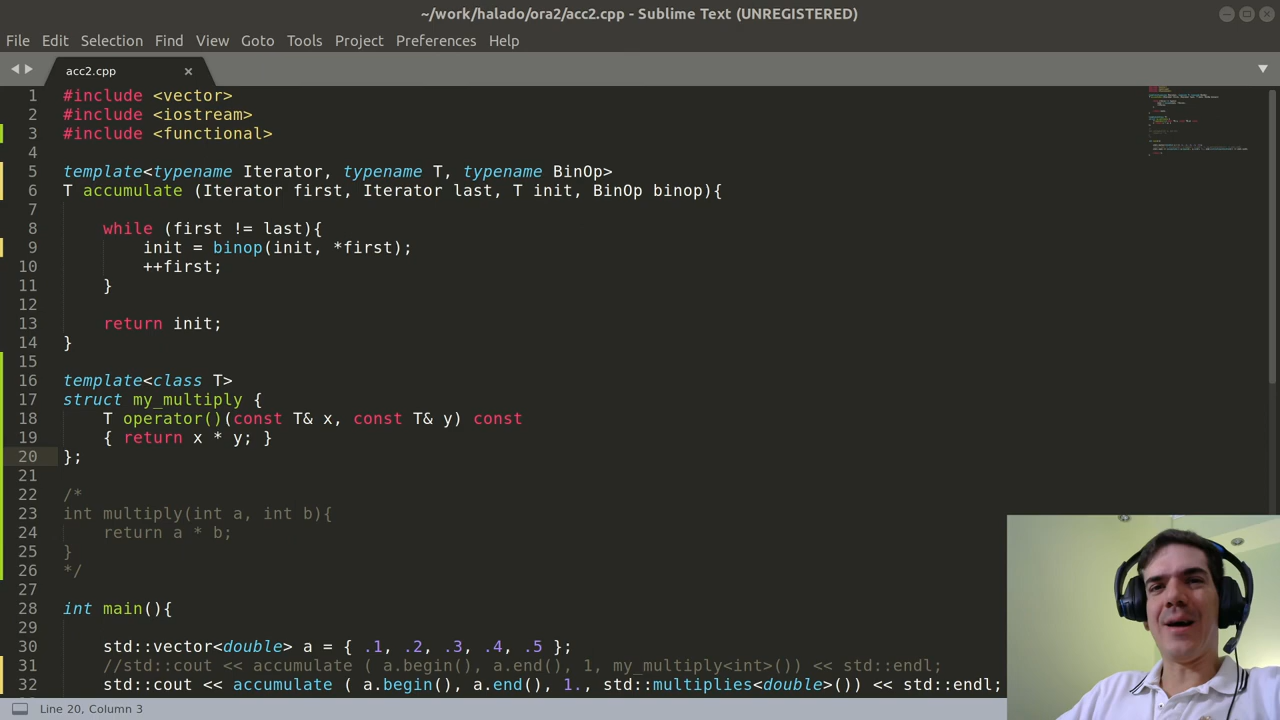 ~/work/halado/ora2/acc2.cpp - Sublime Text (UNREGISTERED)
File Edit Selection Find View Goto Tools Project Preferences Help
acc2.cpp
1 #include <vector>
2 #include <iostream>
3 #include <functional>
4
5 template<typename Iterator, typename T, typename BinOp>
6 T accumulate (Iterator first, Iterator last, T init, BinOp binop){
7
8 while (first != last){
9 init = binop(init, *first);
10 ++first;
11 }
12
13 return init;
14 }
15
16 template<class T>
17 struct my_multiply {
18 T operator()(const T& x, const T& y) const
19 { return x * y; }
20 };
21
22 /*
23 int multiply(int a, int b){
24 return a * b;
25 }
26 */
27
28 int main(){
29
30 std::vector<double> a = { .1, .2, .3, .4, .5 };
31 //std::cout << accumulate ( a.begin(), a.end(), 1, my_multiply<int>()) << std::endl;
32 std::cout << accumulate ( a.begin(), a.end(), 1., std::multiplies<double>()) << std::endl;
Line 20, Column 3